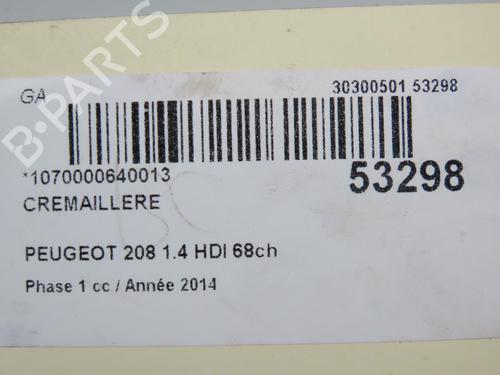 GA 30300501 53298
*1070000640013 53298
CREMAILLERE
PEUGEOT 208 1.4 HDI 68ch
Phase 1 cc / Année 2014
B-PARTS